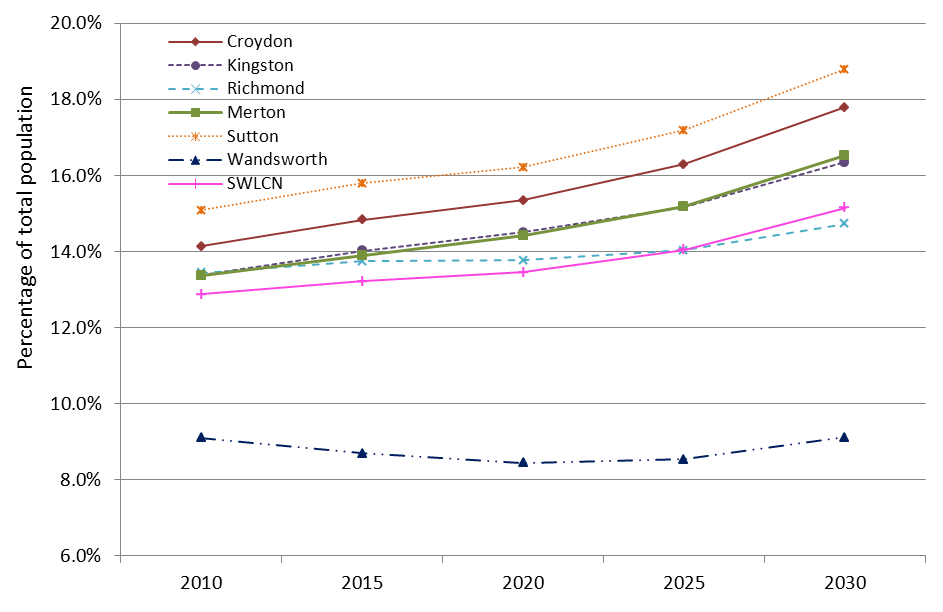 20.0%
18.0%
16.0%
14.0%
12.0%
10.0%
8.0%
6.0%
Percentage of total population
Croydon
Kingston
Richmond
Merton
Sutton
Wandsworth
SWLCN
2010 2015 2020 2025 2030